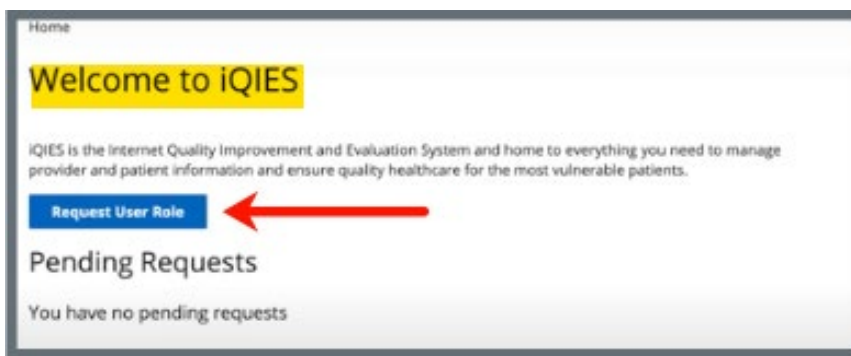 Home
Welcome to iQIES
iQIES is the Internet Quality Improvement and Evaluation System and home to everything you need to manage
provider and patient information and ensure quality healthcare for the most vulnerable patients.
Request User Role
Pending Requests
You have no pending requests